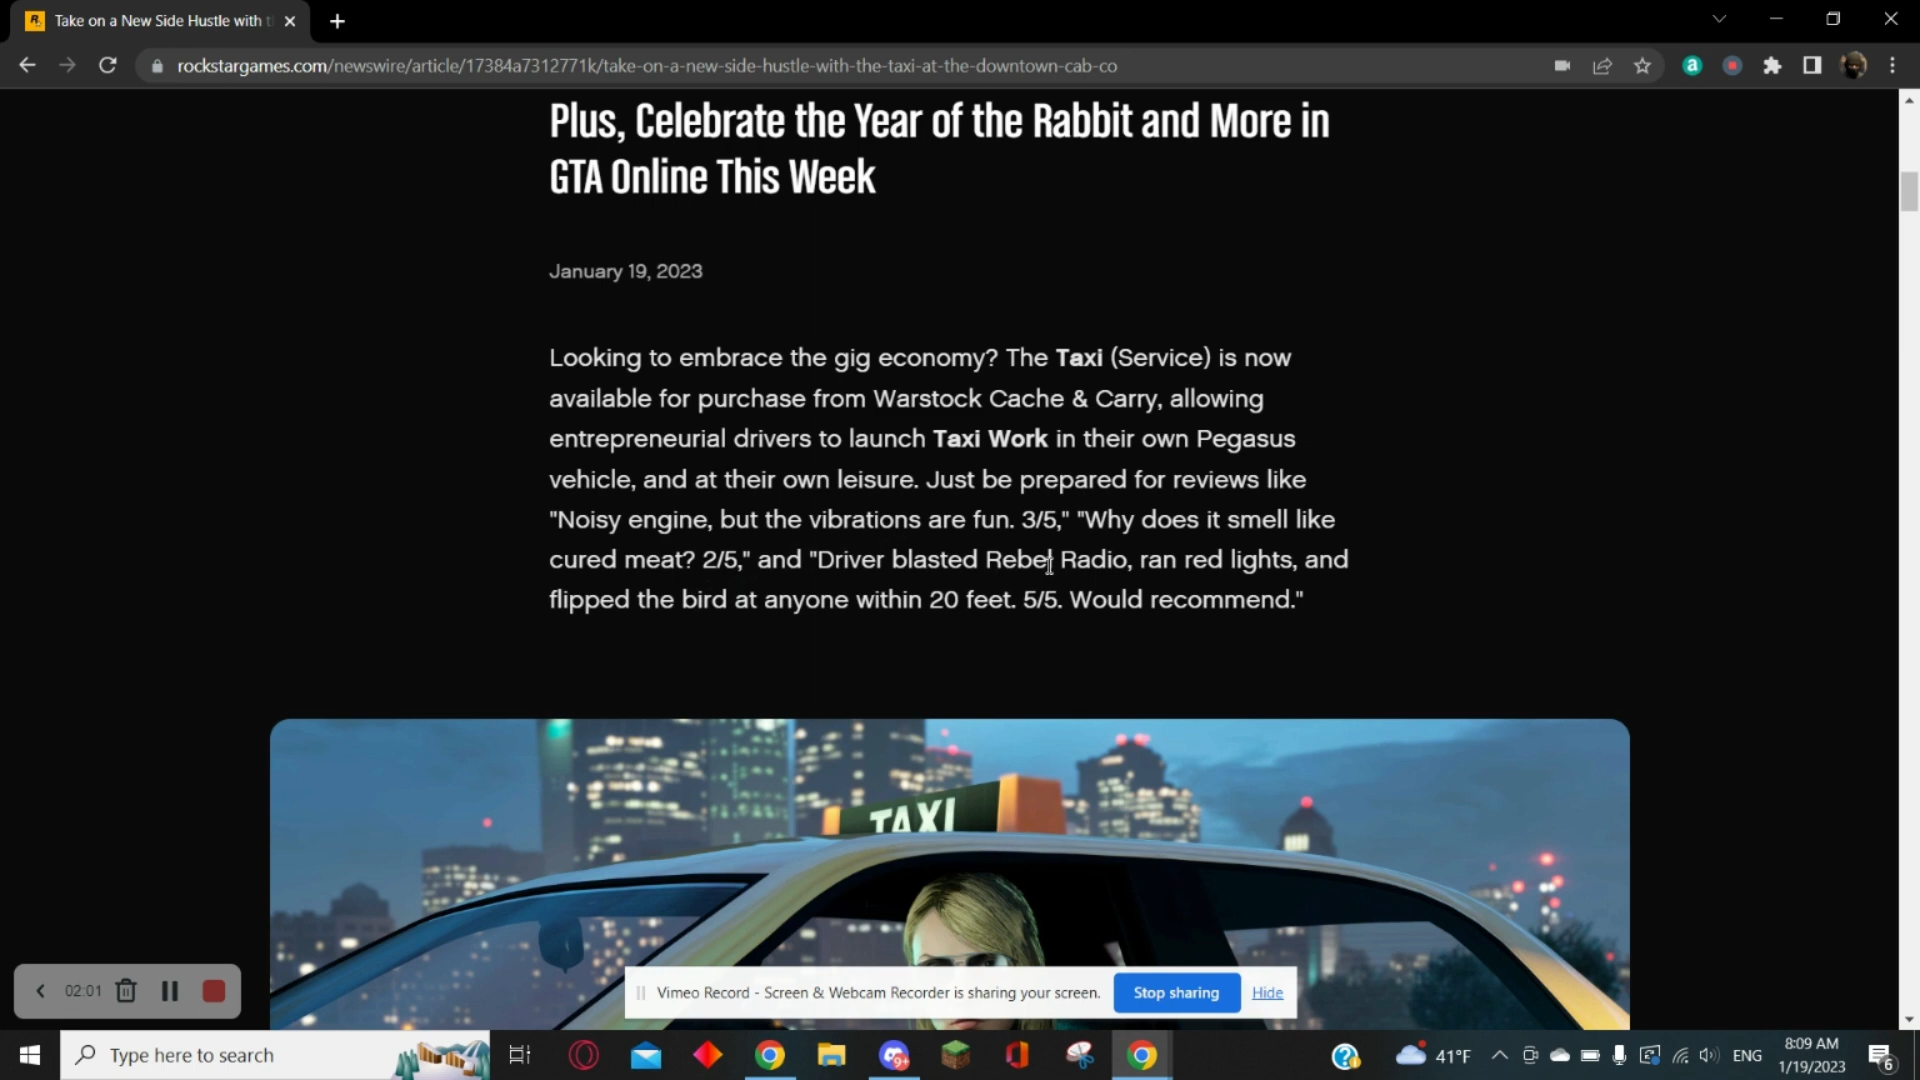 Take on a New Side Hustle with t
rockstargames.com/newswire/article/17384a7312771k/take-on-a-new-side-hustle-with-the-taxi-at-the-downtown-cab-co
Plus, Celebrate the Year of the Rabbit and More in
GTA Online This Week
January 19, 2023
Looking to embrace the gig economy? The Taxi (Service) is now
available for purchase from Warstock Cache & Carry, allowing
entrepreneurial drivers to launch Taxi Work in their own Pegasus
vehicle, and at their own leisure. Just be prepared for reviews like
"Noisy engine, but the vibrations are fun. 3/5," "Why does it smell like
cured meat? 2/5," and "Driver blasted Rebel Radio, ran red lights, and
flipped the bird at anyone within 20 feet. 5/5. Would recommend."
TAXI
02:01
Vimeo Record - Screen & Webcam Recorder is sharing your screen.
Stop sharing
Hide
Type here to search
9+
41°F
ENG
8:09 AM
1/19/2023
6